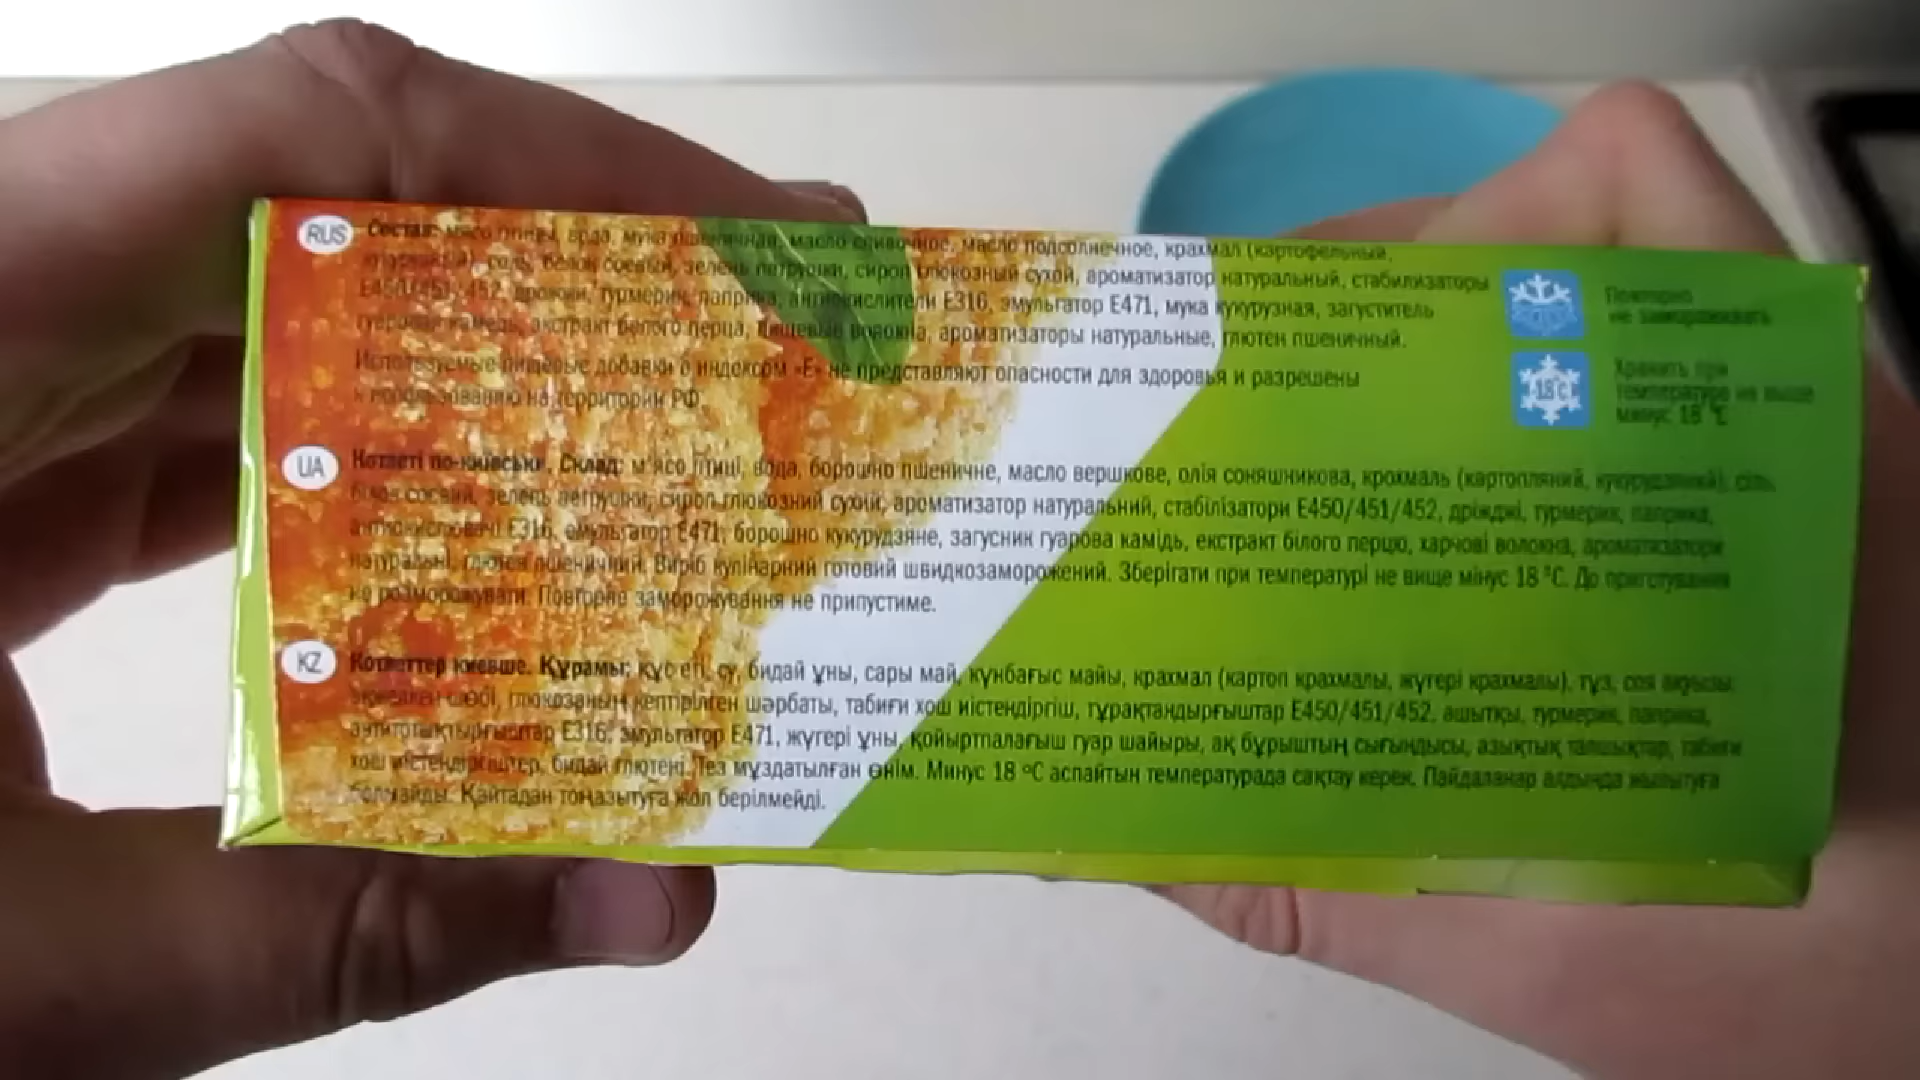 RUS
Состав: мясо птицы, вода, мука пшеничная, масло сливочное, масло подсолнечное, крахмал (картофельный,
кукурузный), соль, белок соевый, зелень петрушки, сироп глюкозный сухой, ароматизатор натуральный, стабилизаторы
E450/451/452, дрожжи, турмерик, паприка, антиокислители E316, эмульгатор E471, мука кукурузная, загуститель
гуаровая камедь, экстракт белого перца, пищевые волокна, ароматизаторы натуральные, глютен пшеничный.
Используемые пищевые добавки с индексом «E» не представляют опасности для здоровья и разрешены
к использованию на территории РФ.
Повторно
не замораживать
18°C
Хранить при
температуре не выше
минус 18 °C
UA
Котлеті по-київськи. Склад: м'ясо птиці, вода, борошно пшеничне, масло вершкове, олія соняшникова, крохмаль (картопляний, кукурудзяний), сіль,
білок соєвий, зелень петрушки, сироп глюкозний сухий, ароматизатор натуральний, стабілізатори E450/451/452, дріжджі, турмерик, паприка,
антиокислювачі E316, емульгатор E471, борошно кукурудзяне, загусник гуарова камідь, екстракт білого перцю, харчові волокна, ароматизатори
натуральні, глютен пшеничний. Виріб кулінарний готовий швидкозаморожений. Зберігати при температурі не вище мінус 18 °C. До приготування
не розморожувати. Повторне заморожування не припустиме.
KZ
Котлеттер киевше. Құрамы: құс еті, су, бидай ұны, сары май, күнбағыс майы, крахмал (картоп крахмалы, жүгері крахмалы), тұз, соя ақуызы,
ақжелкен шөбі, глюкозаның кептірілген шәрбаты, табиғи хош иістендіргіш, тұрақтандырғыштар E450/451/452, ашытқы, турмерик, паприка,
антитотықтырғыштар E316, эмульгатор E471, жүгері ұны, қойыртпалағыш гуар шайыры, ақ бұрыштың сығындысы, азықтық талшықтар, табиғи
хош иістендіргіштер, бидай глютені. Тез мұздатылған өнім. Минус 18 °C аспайтын температурада сақтау керек. Пайдаланар алдында жылытуға
болмайды. Қайтадан тоңазытуға жол берілмейді.